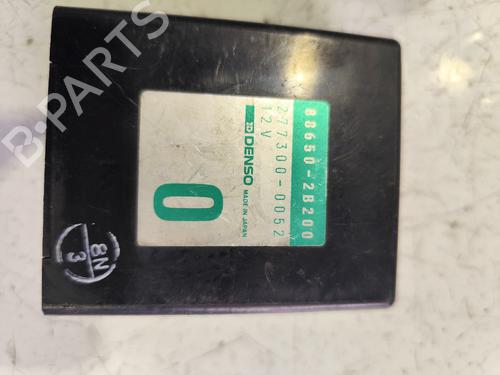 88650-2B200
277300-0052
12V
DENSO
MADE IN JAPAN
0
8N
3
B-PARTS